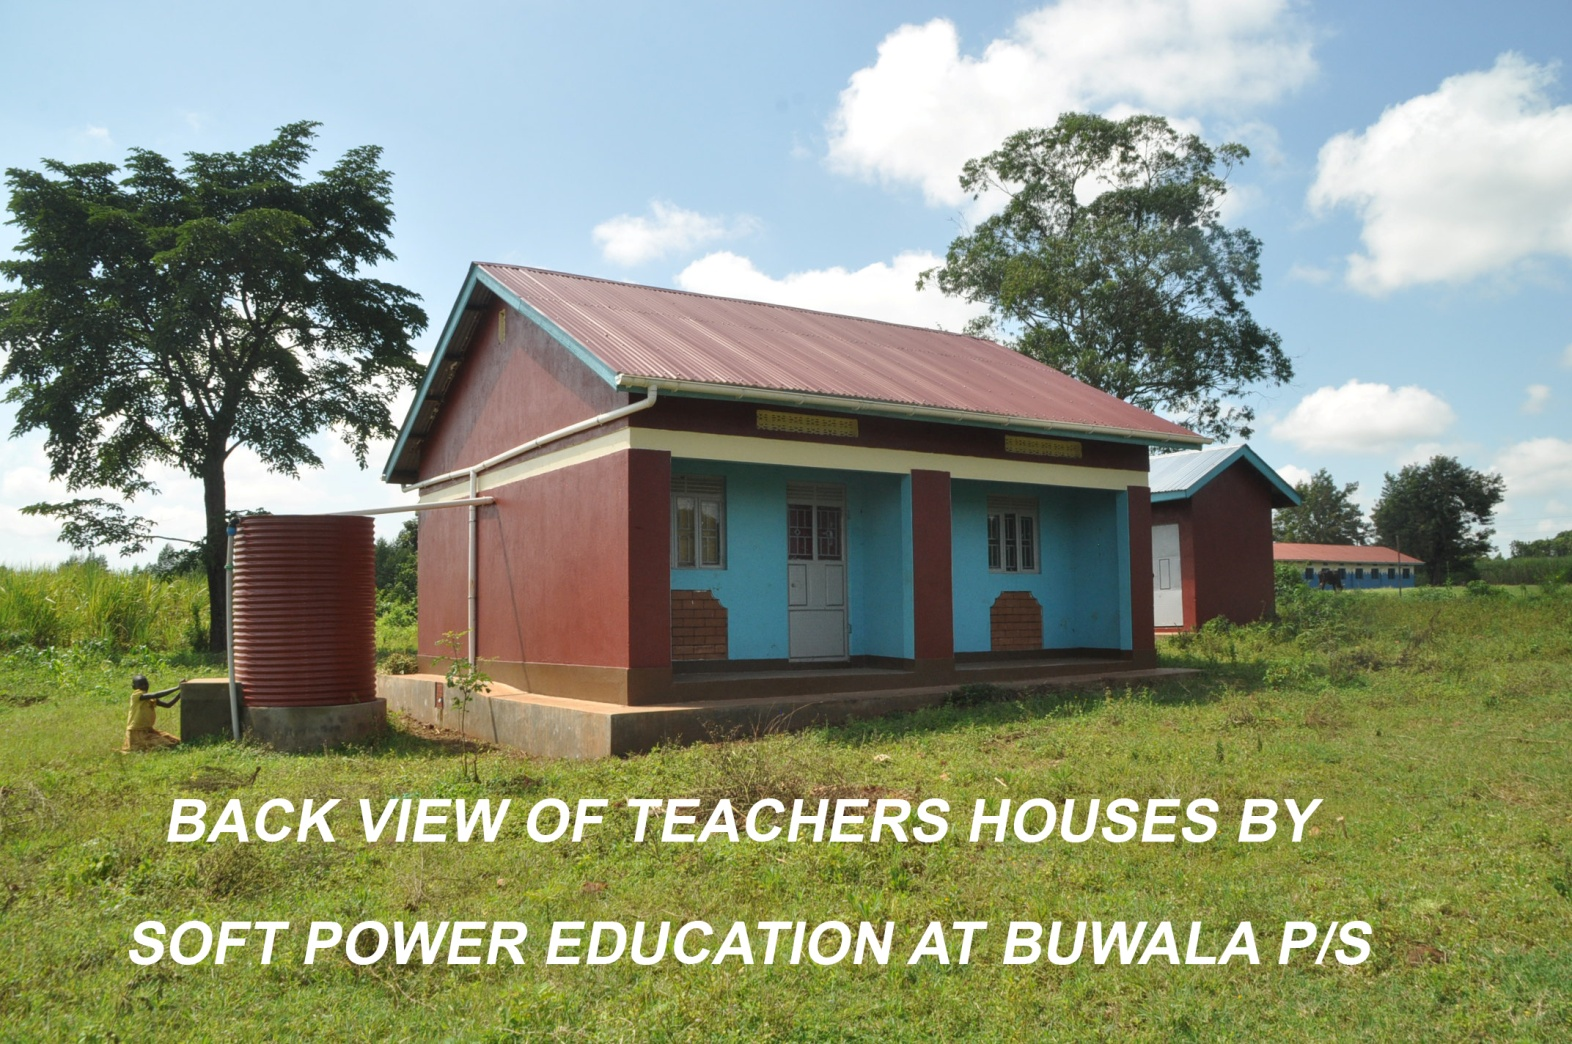 BACK VIEW OF TEACHERS HOUSES BY
SOFT POWER EDUCATION AT BUWALA P/S